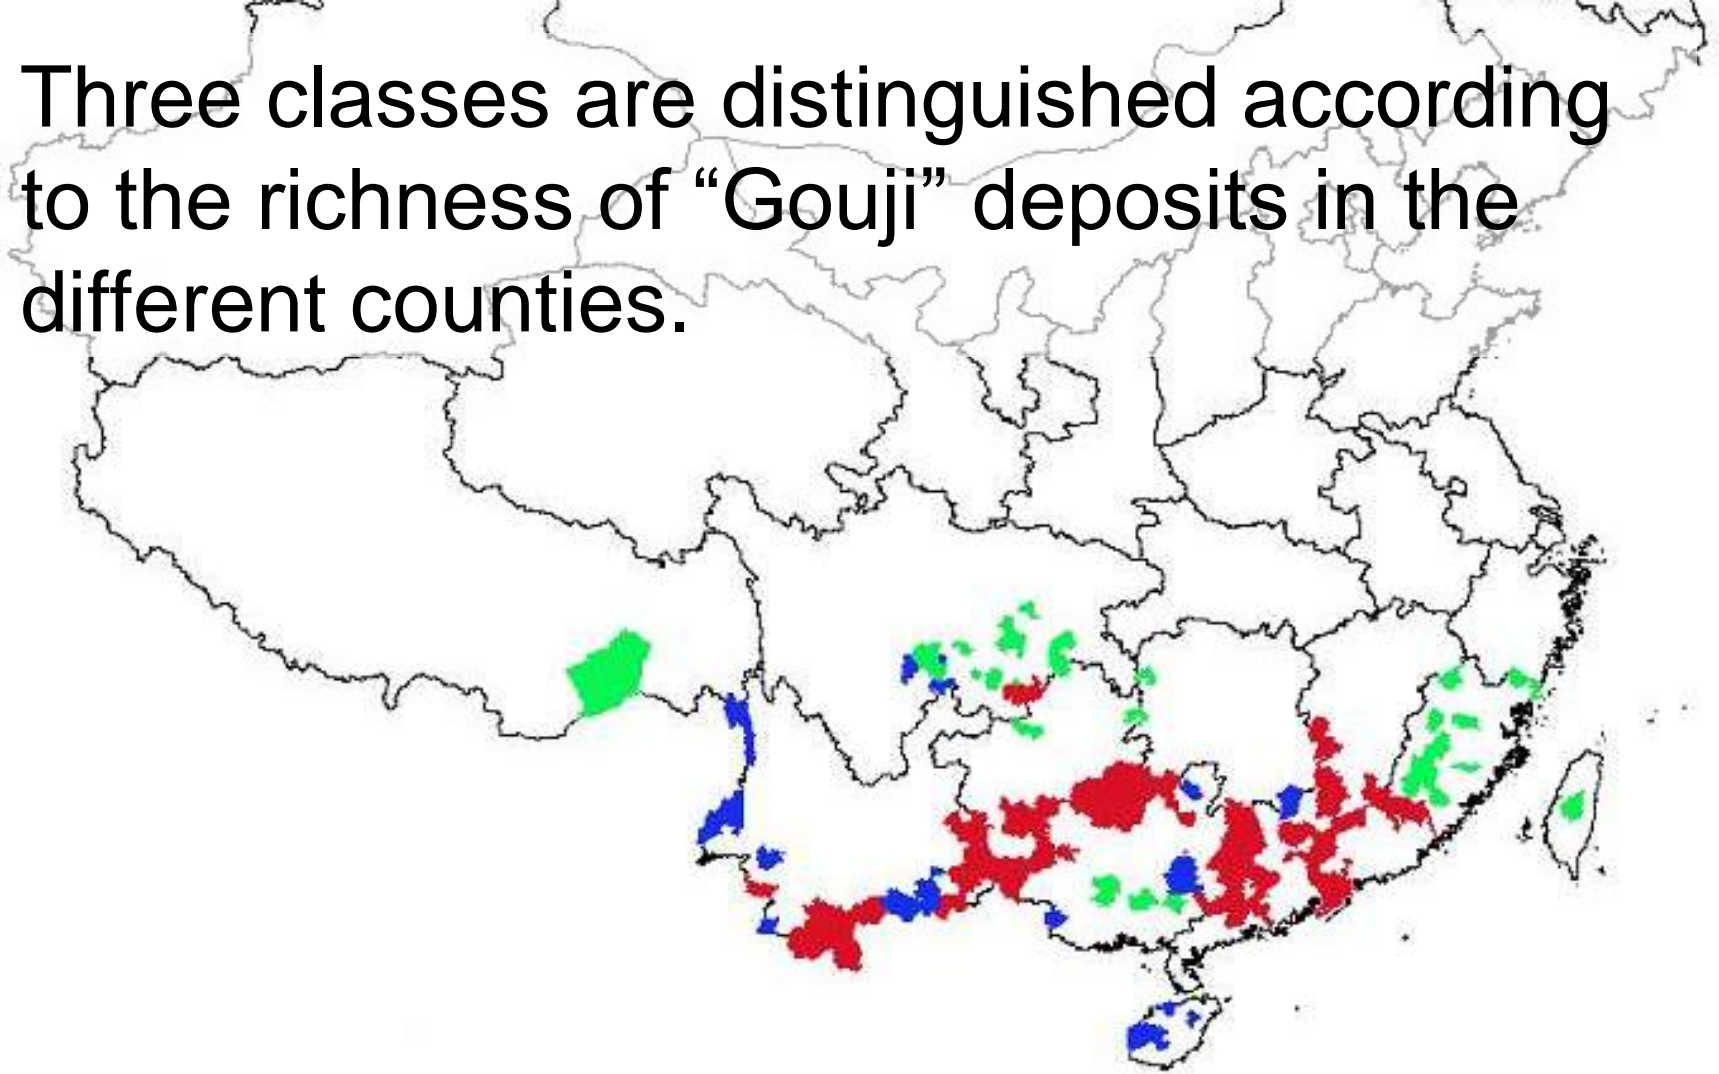 Three classes are distinguished according
to the richness of “Gouji” deposits in the
different counties.